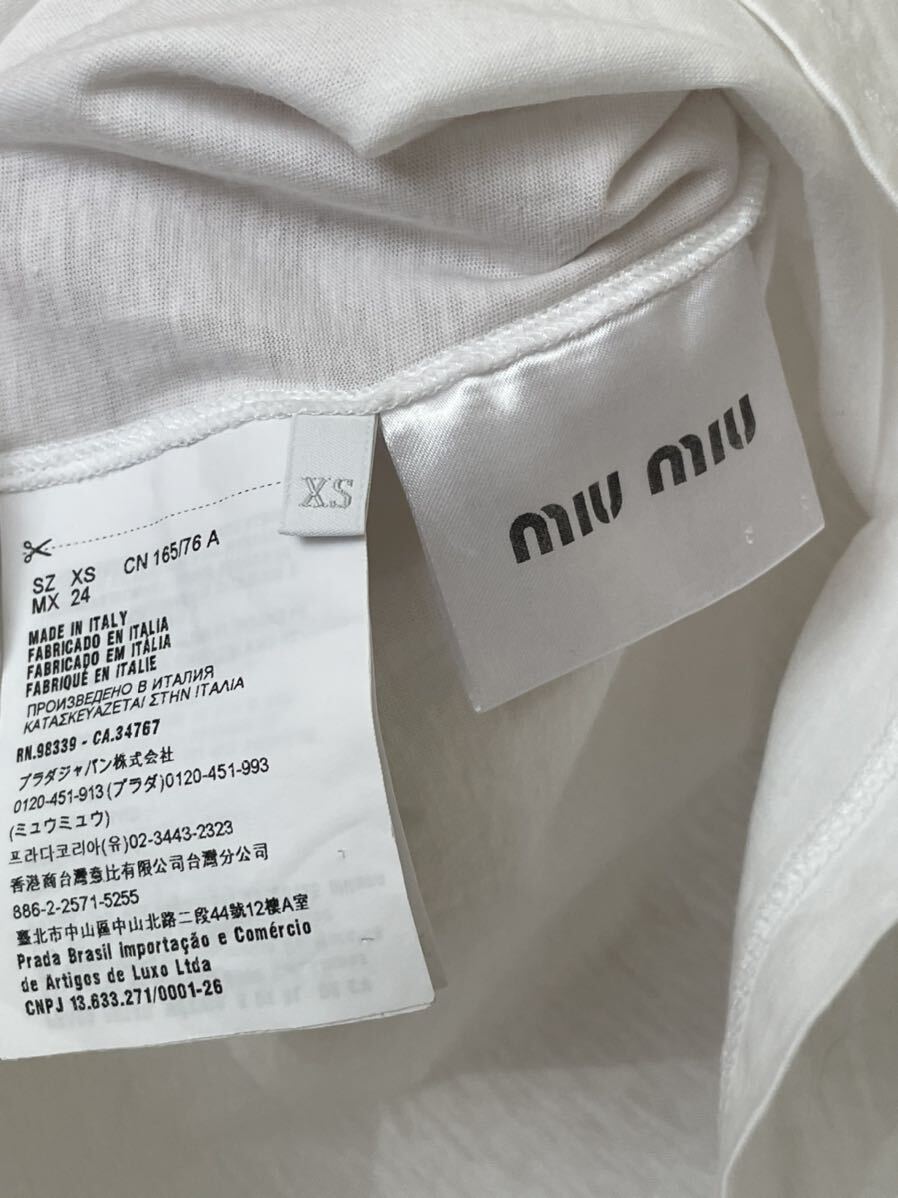 miu miu
XS
SZ XS CN 165/76 A
MX 24
MADE IN ITALY
FABRICADO EN ITALIA
FABRICADO EM ITÁLIA
FABRIQUÉ EN ITALIE
ПРОИЗВЕДЕНО В ИТАЛИЯ
ΚΑΤΑΣΚΕΥΑΖΕΤΑΙ ΣΤΗΝ ΙΤΑΛΙΑ
RN.98339 - CA.34767
プラダジャパン株式会社
0120-451-913(プラダ)0120-451-993
(ミュウミュウ)
프라다코리아(유)02-3443-2323
香港商台灣意比有限公司台灣分公司
886-2-2571-5255
臺北市中山區中山北路二段44號12樓A室
Prada Brasil importação e Comércio
de Artigos de Luxo Ltda
CNPJ 13.633.271/0001-26